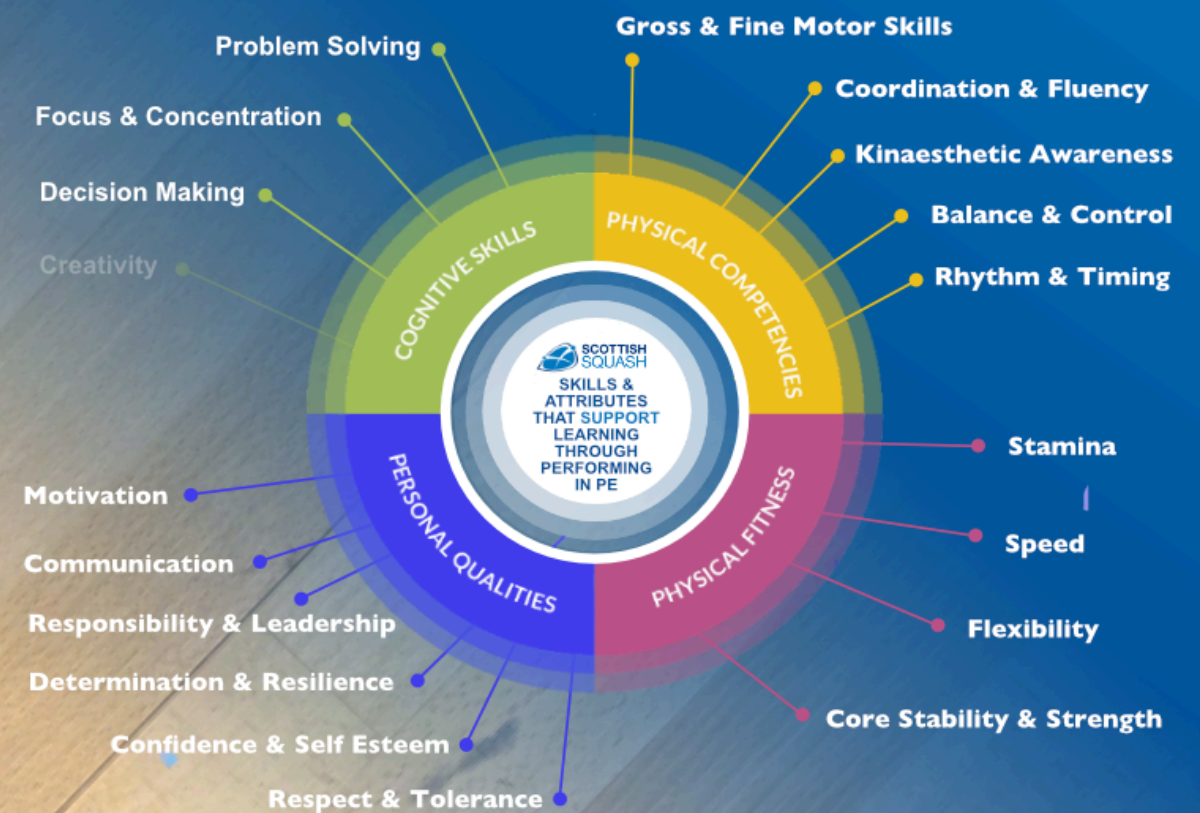 Gross & Fine Motor Skills
Problem Solving
Coordination & Fluency
Focus & Concentration
Kinaesthetic Awareness
Decision Making
Balance & Control
Creativity
Rhythm & Timing
COGNITIVE SKILLS
PHYSICAL COMPETENCIES
SCOTTISH
SQUASH
SKILLS &
ATTRIBUTES
THAT SUPPORT
LEARNING
THROUGH
PERFORMING
IN PE
PERSONAL QUALITIES
PHYSICAL FITNESS
Stamina
Motivation
Speed
Communication
Responsibility & Leadership
Flexibility
Determination & Resilience
Core Stability & Strength
Confidence & Self Esteem
Respect & Tolerance